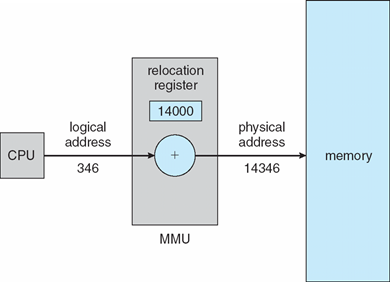 relocation
register
14000
logical
address
346
CPU
+
physical
address
14346
memory
MMU